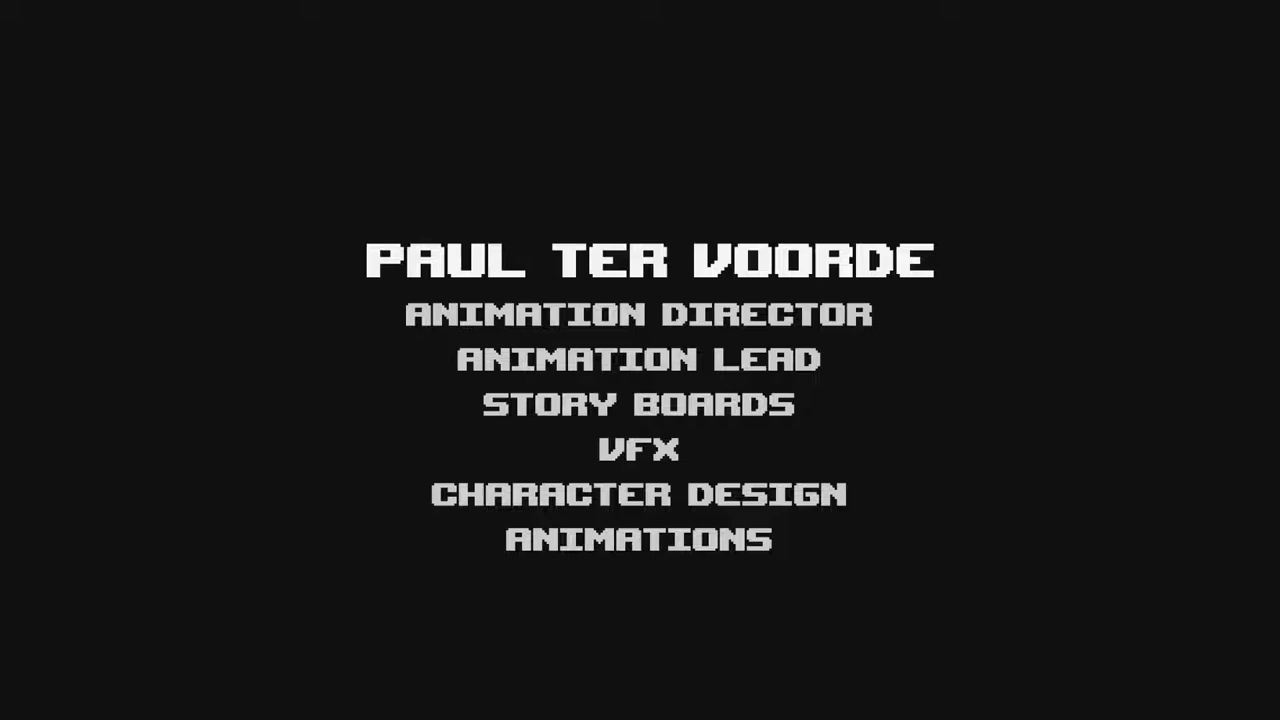 PAUL TER VOORDE
ANIMATION DIRECTOR
ANIMATION LEAD
STORY BOARDS
VFX
CHARACTER DESIGN
ANIMATIONS